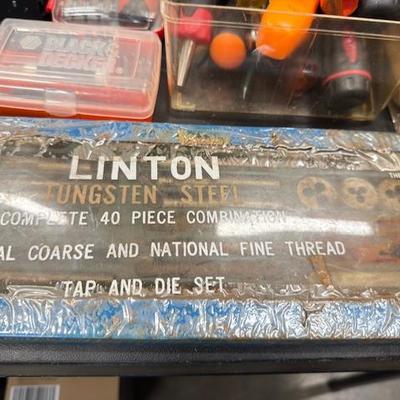 BLACK &
DECKER
LINTON
TUNGSTEN STEEL
COMPLETE 40 PIECE COMBINATION
AL COARSE AND NATIONAL FINE THREAD
TAP AND DIE SET